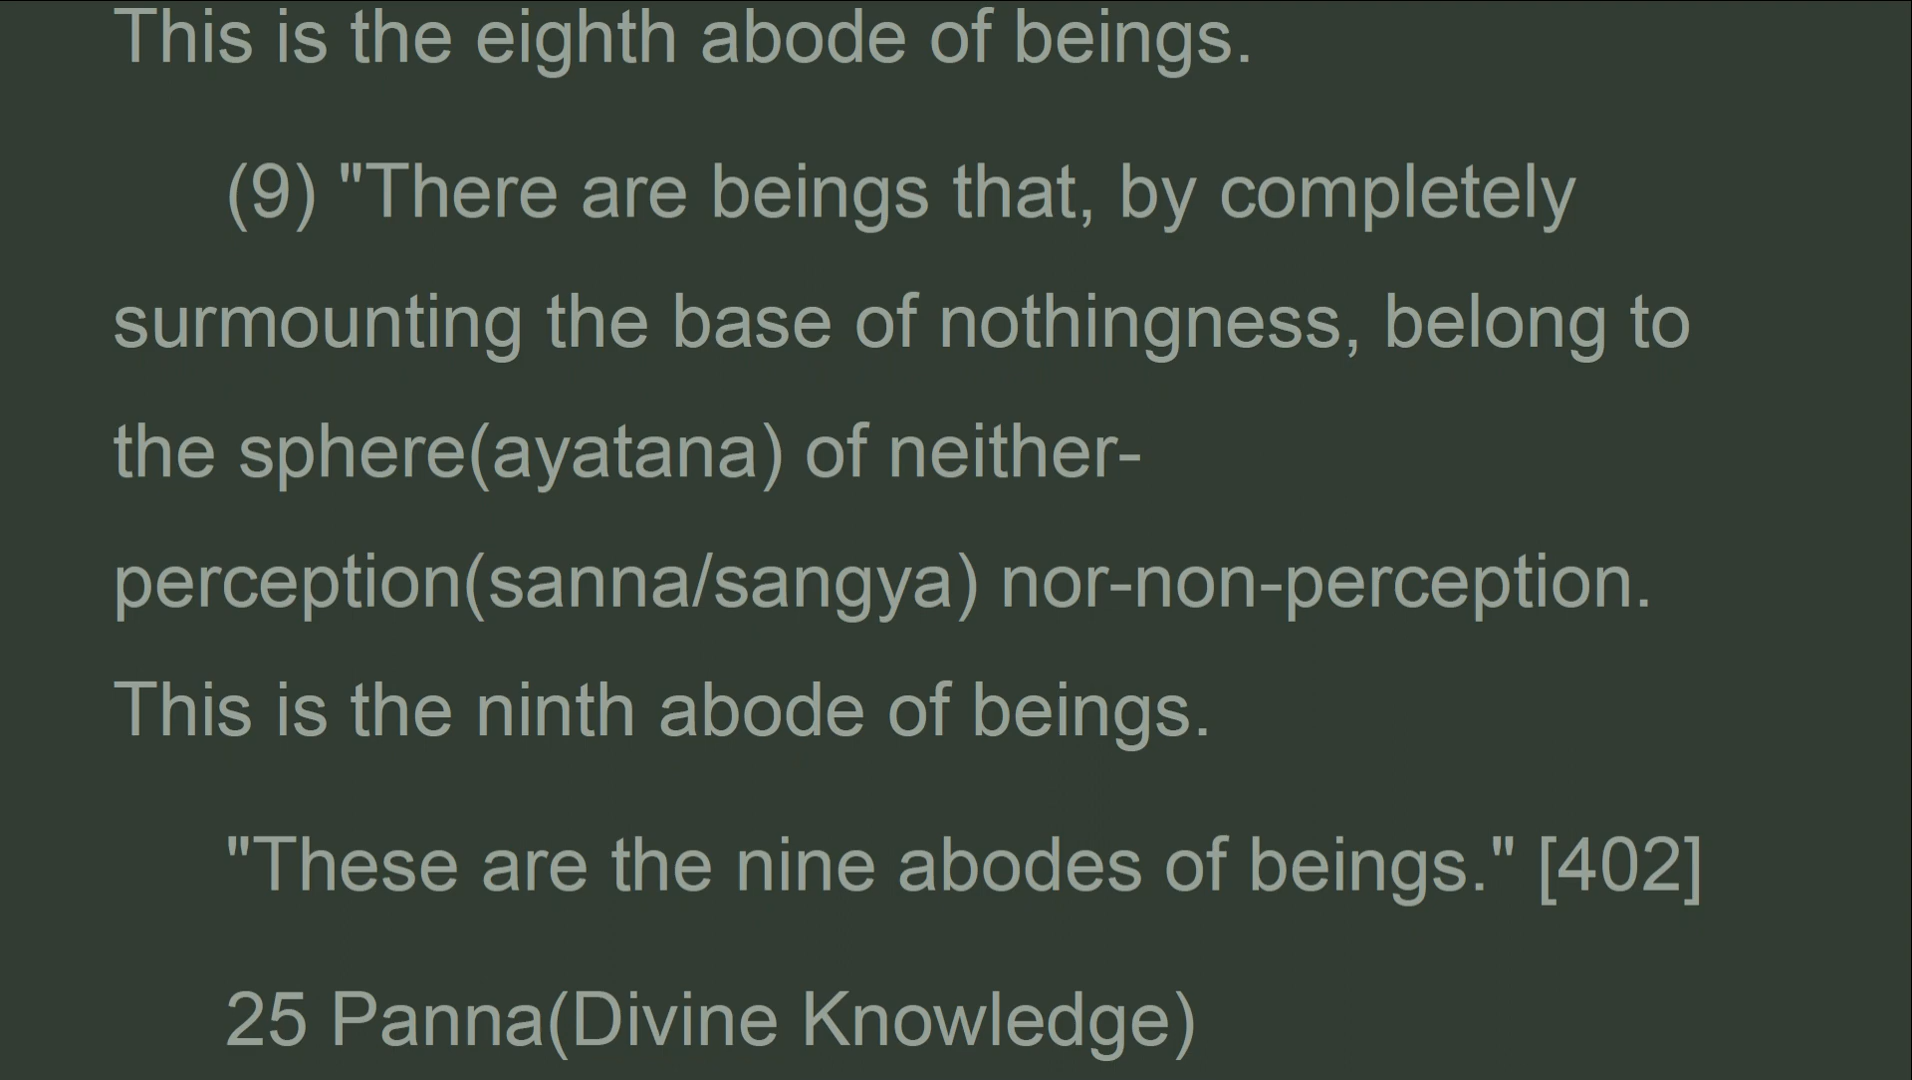 This is the eighth abode of beings.
(9) "There are beings that, by completely
surmounting the base of nothingness, belong to
the sphere(ayatana) of neither-
perception(sanna/sangya) nor-non-perception.
This is the ninth abode of beings.
"These are the nine abodes of beings." [402]
25 Panna(Divine Knowledge)